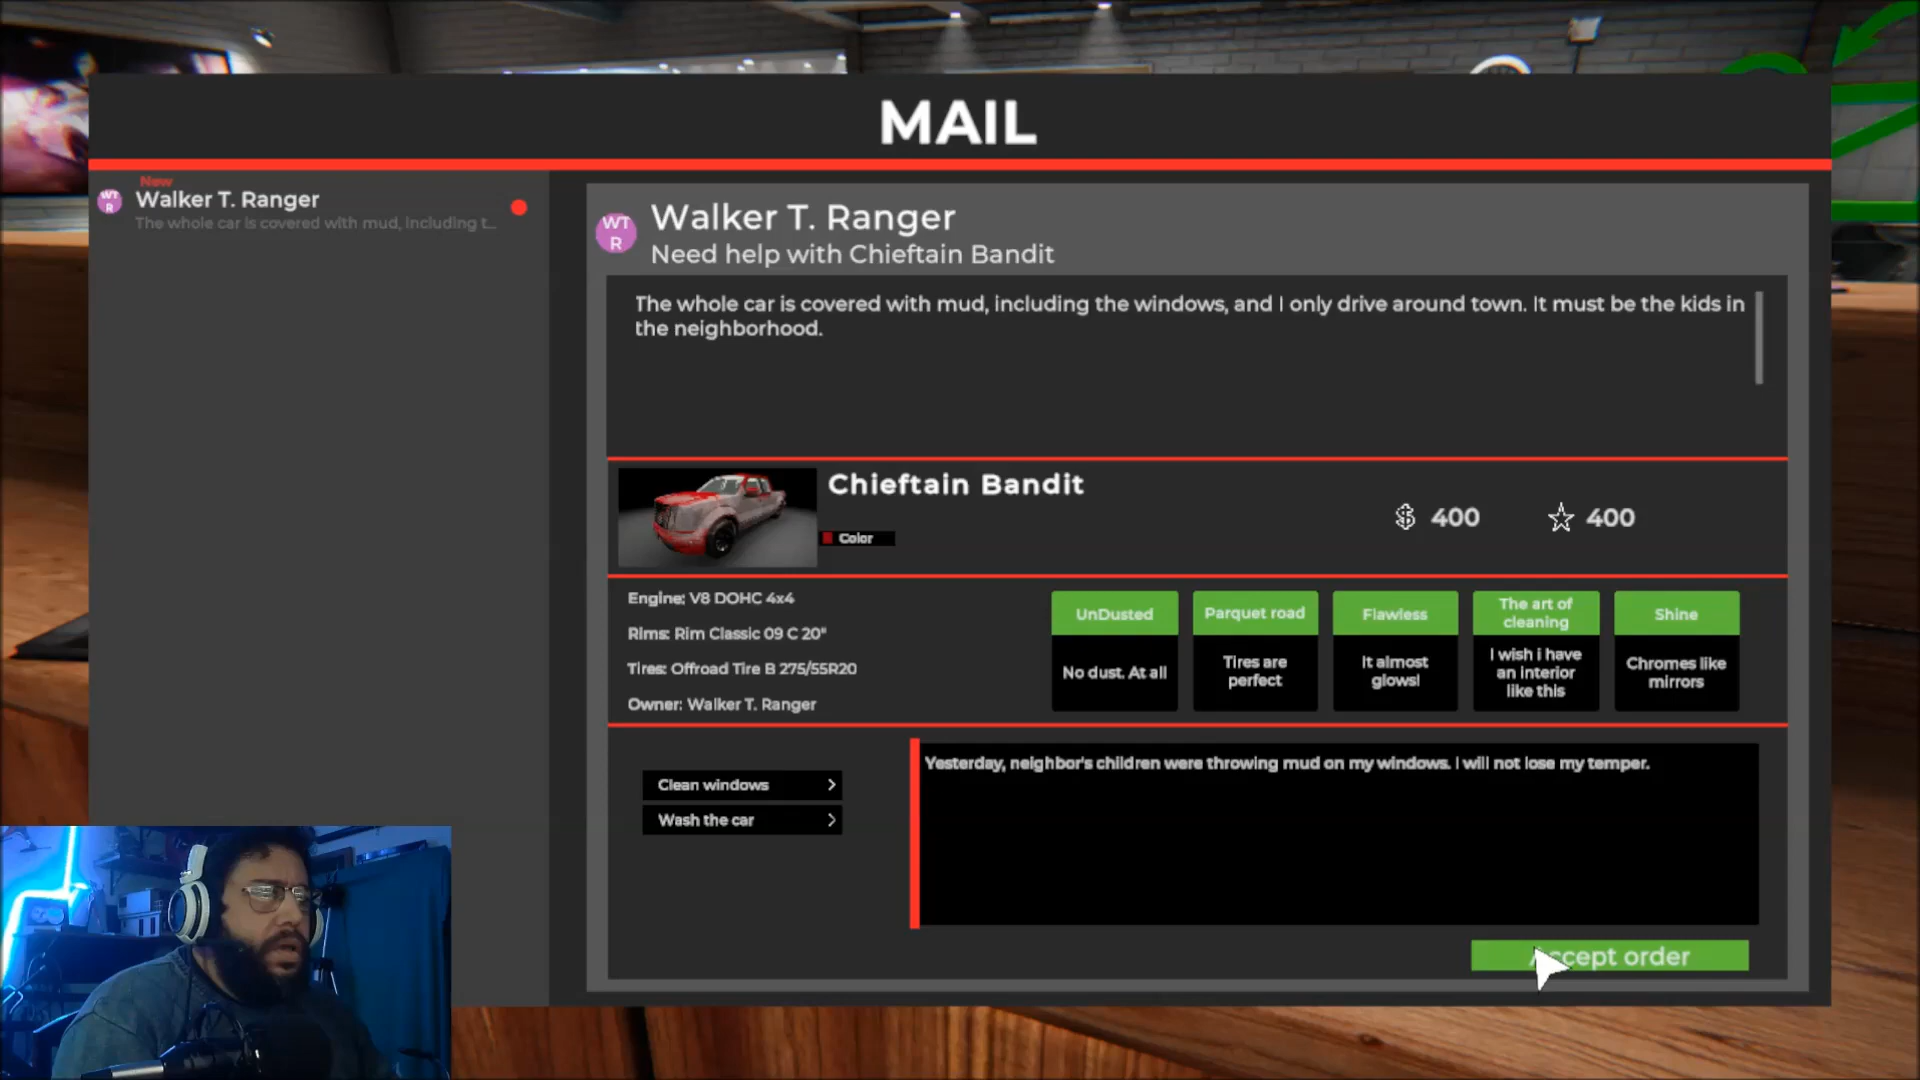 MAIL
New
WT
R
Walker T. Ranger
The whole car is covered with mud, including t...
WT
R
Walker T. Ranger
Need help with Chieftain Bandit
The whole car is covered with mud, including the windows, and I only drive around town. It must be the kids in
the neighborhood.
Chieftain Bandit
Color
$ 400
400
Engine: V8 DOHC 4x4
Rims: Rim Classic 09 C 20"
Tires: Offroad Tire B 275/55R20
Owner: Walker T. Ranger
UnDusted
No dust. At all
Parquet road
Tires are
perfect
Flawless
It almost
glows!
The art of
cleaning
I wish i have
an interior
like this
Shine
Chromes like
mirrors
Clean windows
Wash the car
Yesterday, neighbor's children were throwing mud on my windows. I will not lose my temper.
Accept order